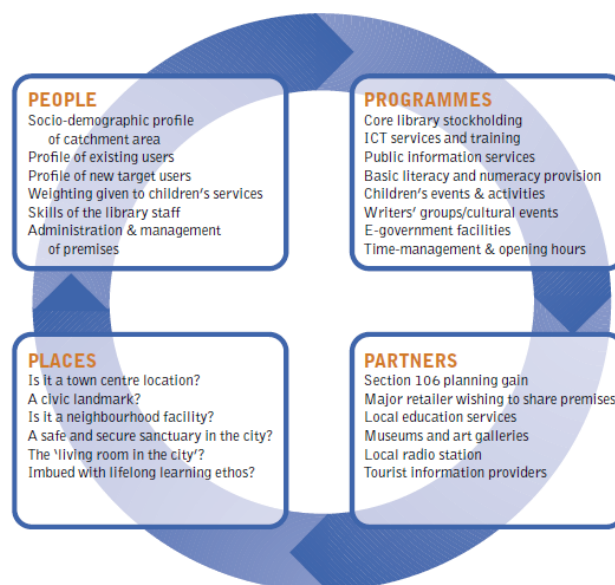 PEOPLE
Socio-demographic profile
of catchment area
Profile of existing users
Profile of new target users
Weighting given to children's services
Skills of the library staff
Administration & management
of premises
PROGRAMMES
Core library stockholding
ICT services and training
Public information services
Basic literacy and numeracy provision
Children's events & activities
Writers' groups/cultural events
E-government facilities
Time-management & opening hours
PLACES
Is it a town centre location?
A civic landmark?
Is it a neighbourhood facility?
A safe and secure sanctuary in the city?
The 'living room in the city'?
Imbued with lifelong learning ethos?
PARTNERS
Section 106 planning gain
Major retailer wishing to share premises
Local education services
Museums and art galleries
Local radio station
Tourist information providers